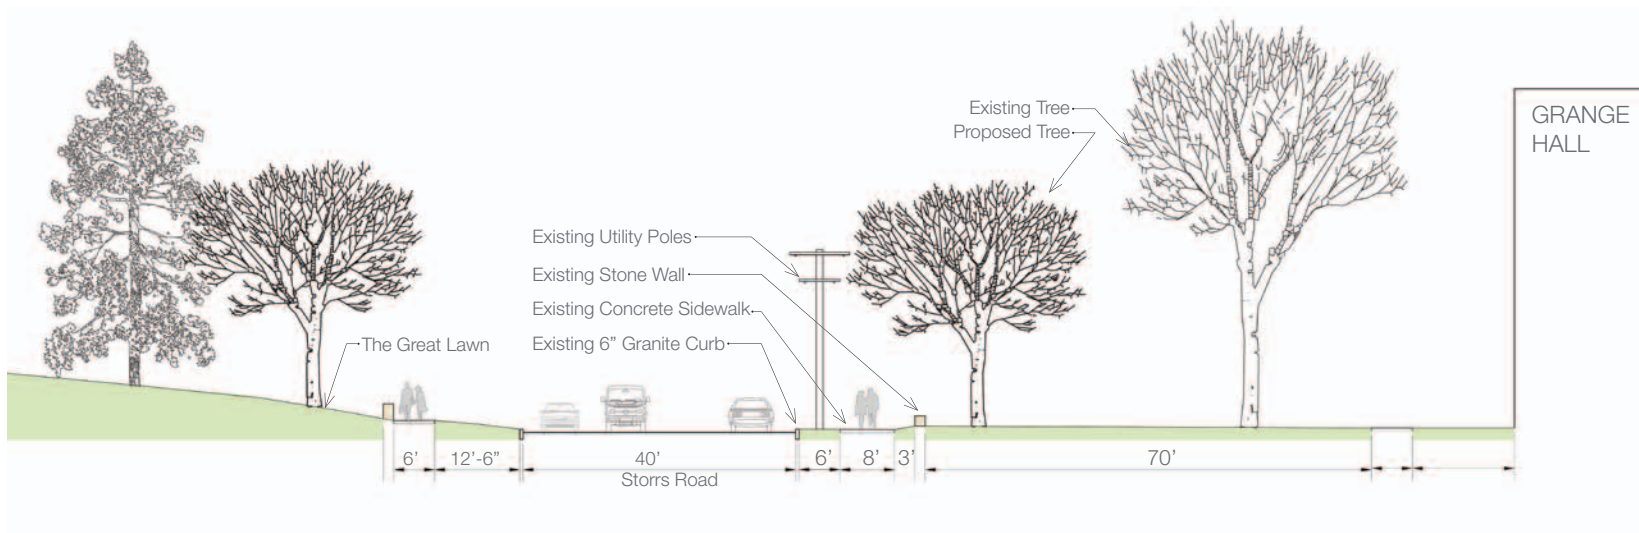 Existing Tree
Proposed Tree
GRANGE
HALL
Existing Utility Poles
Existing Stone Wall
Existing Concrete Sidewalk
Existing 6” Granite Curb
The Great Lawn
6’ 12’-6” 40’ 6’ 8’ 3’ 70’
Storrs Road